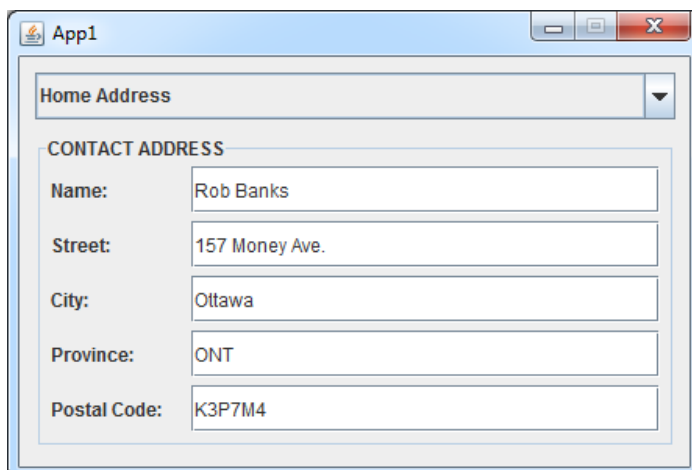 App1
Home Address
CONTACT ADDRESS
Name: Rob Banks
Street: 157 Money Ave.
City: Ottawa
Province: ONT
Postal Code: K3P7M4